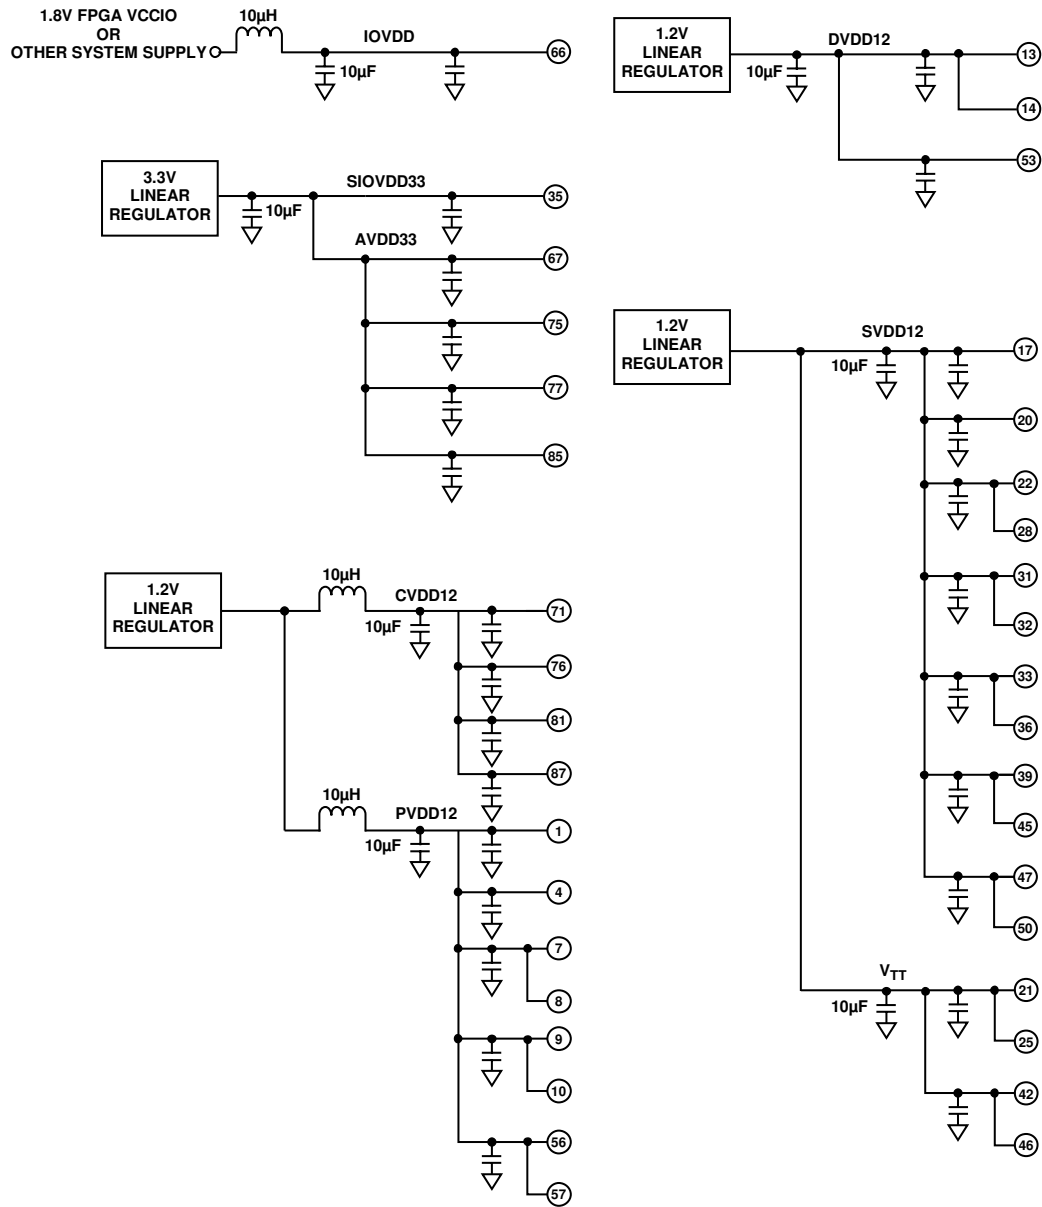 1.8V FPGA VCCIO
OR
OTHER SYSTEM SUPPLY
10µH
IOVDD
10µF
66
3.3V
LINEAR
REGULATOR
10µF
SIOVDD33
35
AVDD33
67
75
77
85
1.2V
LINEAR
REGULATOR
10µH
CVDD12
10µF
71
76
81
87
10µH
PVDD12
10µF
1
4
7
8
9
10
56
57
1.2V
LINEAR
REGULATOR
DVDD12
10µF
13
14
53
1.2V
LINEAR
REGULATOR
SVDD12
10µF
17
20
22
28
31
32
33
36
39
45
47
50
VTT
10µF
21
25
42
46